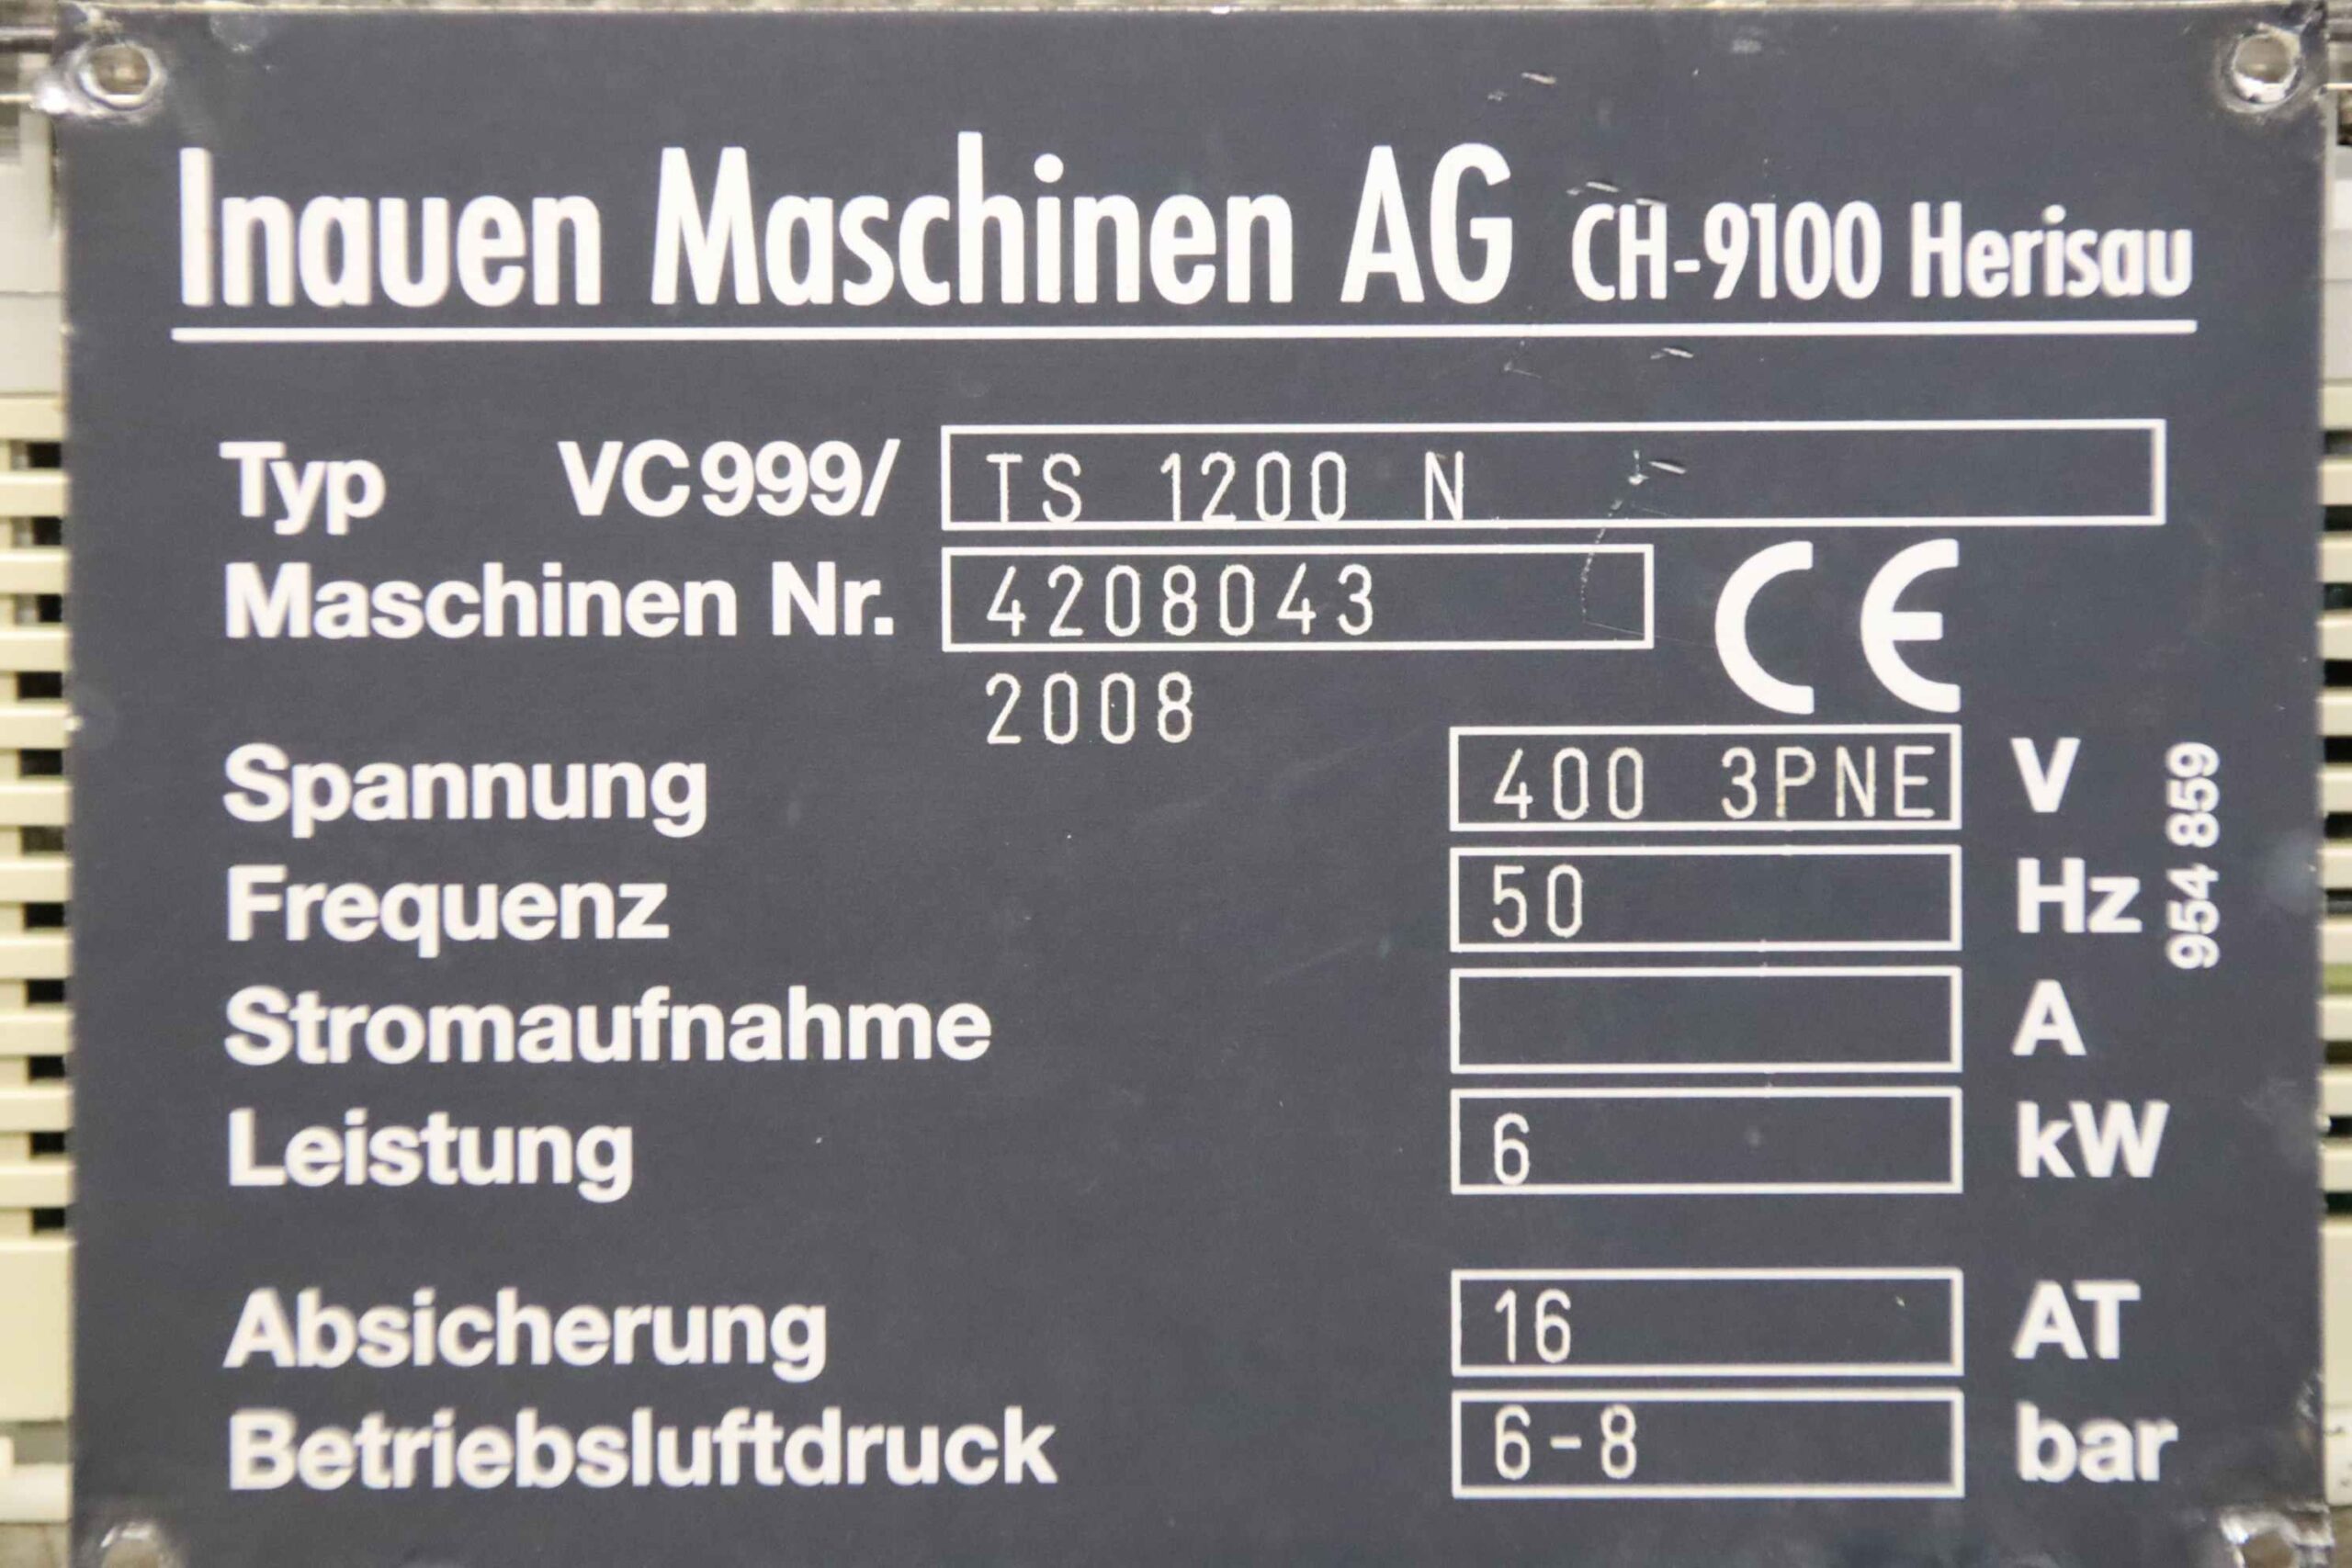 Inauen Maschinen AG CH-9100 Herisau
Typ VC999/ TS 1200 N
Maschinen Nr. 4208043
CE
2008
Spannung 400 3PNE V
Frequenz 50 Hz
954 859
Stromaufnahme A
Leistung 6 kW
Absicherung 16 AT
Betriebsluftdruck 6-8 bar